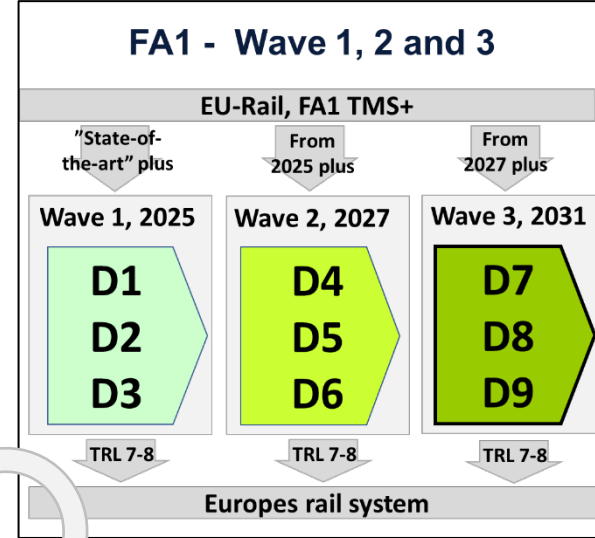 FA1 - Wave 1, 2 and 3
EU-Rail, FA1 TMS+
”State-of-
the-art” plus
From
2025 plus
From
2027 plus
Wave 1, 2025
Wave 2, 2027
Wave 3, 2031
D1
D2
D3
D4
D5
D6
D7
D8
D9
TRL 7-8
TRL 7-8
TRL 7-8
Europes rail system